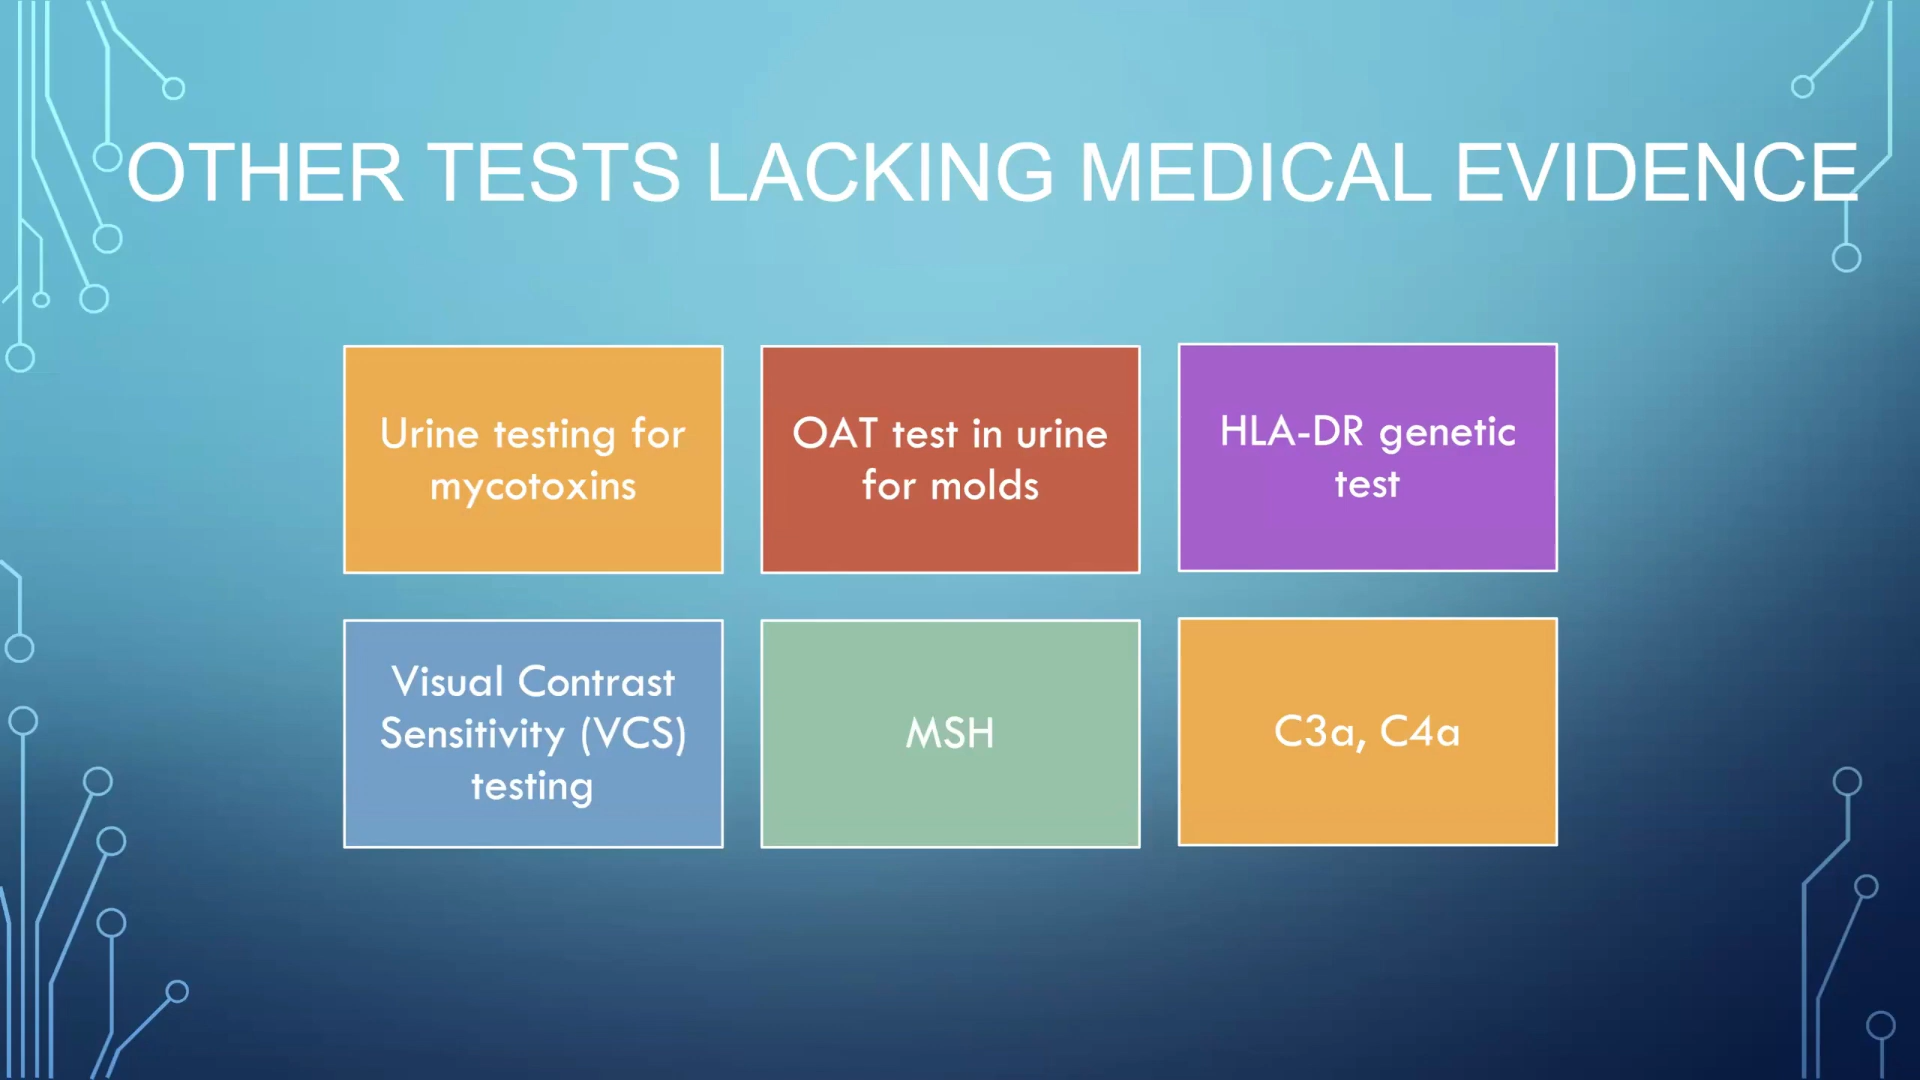 OTHER TESTS LACKING MEDICAL EVIDENCE
Urine testing for
mycotoxins
OAT test in urine
for molds
HLA-DR genetic
test
Visual Contrast
Sensitivity (VCS)
testing
MSH
C3a, C4a